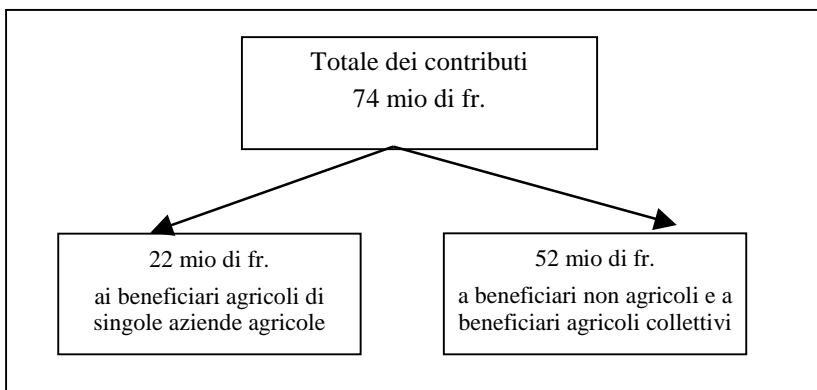 Totale dei contributi
74 mio di fr.
22 mio di fr.
ai beneficiari agricoli di
singole aziende agricole
52 mio di fr.
a beneficiari non agricoli e a
beneficiari agricoli collettivi